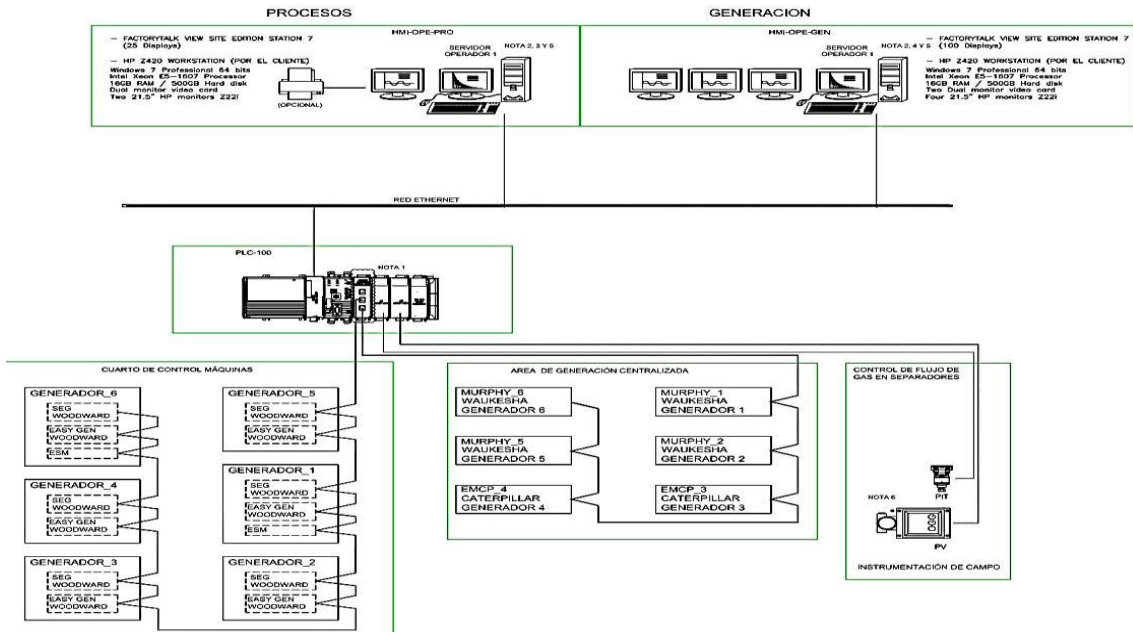 PROCESOS
– FACTORYTALK VIEW SITE EDITION STATION 7
(25 Displays)
– HP Z420 WORKSTATION (POR EL CLIENTE)
Windows 7 Professional 64 bits
Intel Xeon E5–1607 Processor
16GB RAM / 500GB Hard disk
Dual monitor video card
Two 21.5" HP monitors Z22i
(OPCIONAL)
HMI-OPE-PRO
SERVIDOR
OPERADOR 1
NOTA 2, 3 Y 5
GENERACION
HMI-OPE-GEN
SERVIDOR
OPERADOR 1
NOTA 2, 4 Y 5
– FACTORYTALK VIEW SITE EDITION STATION 7
(100 Displays)
– HP Z420 WORKSTATION (POR EL CLIENTE)
Windows 7 Professional 64 bits
Intel Xeon E5–1607 Processor
16GB RAM / 500GB Hard disk
Two Dual monitor video card
Four 21.5" HP monitors Z22i
RED ETHERNET
PLC-100
NOTA 1
CUARTO DE CONTROL MÁQUINAS
GENERADOR_6
SEG
WOODWARD
EASY GEN
WOODWARD
ESM
GENERADOR_4
SEG
WOODWARD
EASY GEN
WOODWARD
GENERADOR_3
SEG
WOODWARD
EASY GEN
WOODWARD
GENERADOR_5
SEG
WOODWARD
EASY GEN
WOODWARD
GENERADOR_1
SEG
WOODWARD
EASY GEN
WOODWARD
ESM
GENERADOR_2
SEG
WOODWARD
EASY GEN
WOODWARD
AREA DE GENERACIÓN CENTRALIZADA
MURPHY_6
WAUKESHA
GENERADOR 6
MURPHY_5
WAUKESHA
GENERADOR 5
EMCP_4
CATERPILLAR
GENERADOR 4
MURPHY_1
WAUKESHA
GENERADOR 1
MURPHY_2
WAUKESHA
GENERADOR 2
EMCP_3
CATERPILLAR
GENERADOR 3
CONTROL DE FLUJO DE
GAS EN SEPARADORES
PIT
NOTA 6
PV
INSTRUMENTACIÓN DE CAMPO